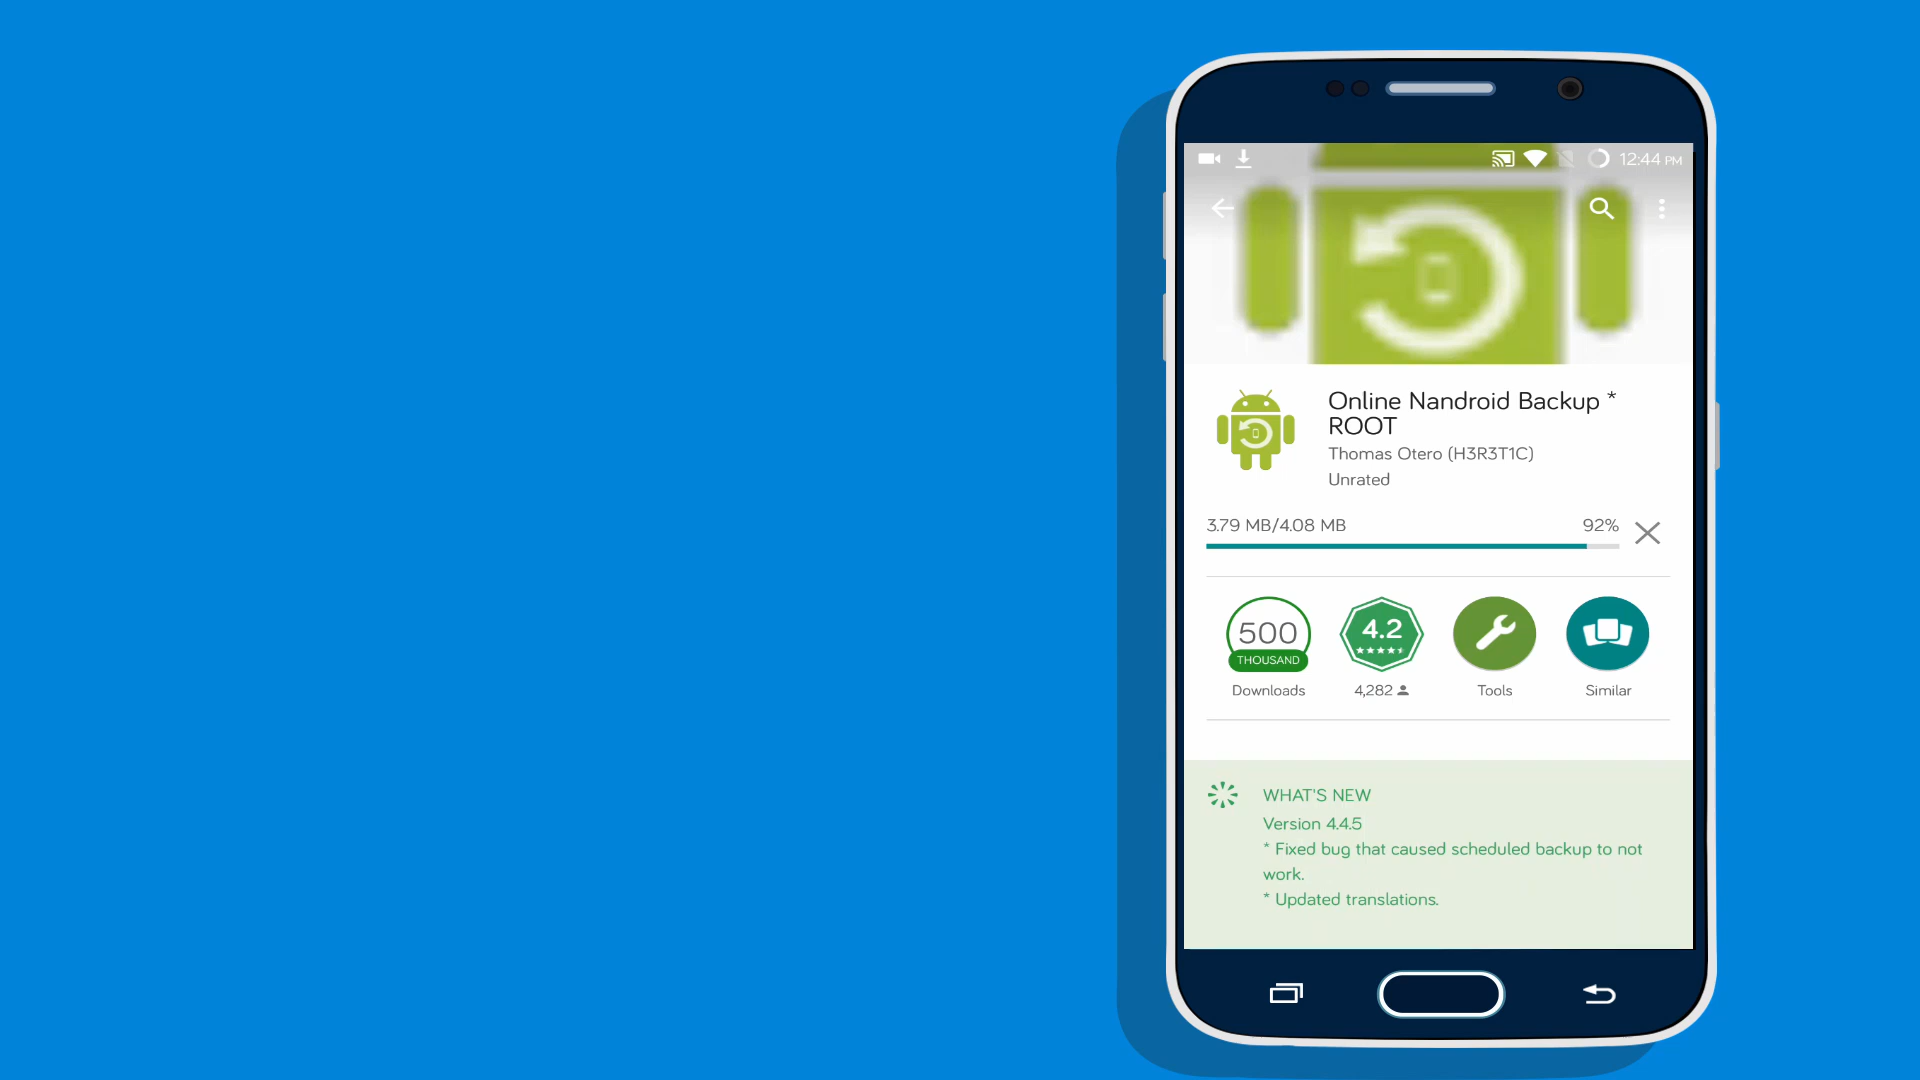 12:44 PM
Online Nandroid Backup *
ROOT
Thomas Otero (H3R3T1C)
Unrated
3.79 MB/4.08 MB 92%
500
THOUSAND
4.2
Downloads 4,282 Tools Similar
WHAT'S NEW
Version 4.4.5
* Fixed bug that caused scheduled backup to not
work.
* Updated translations.